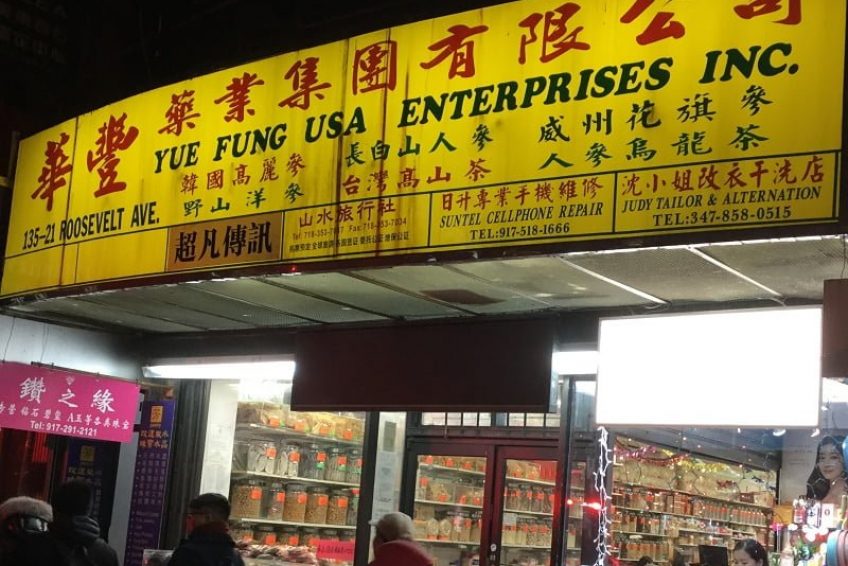 華豐藥業集團有限公司
YUE FUNG USA ENTERPRISES INC.
135-21 ROOSEVELT AVE.
韓國高麗參
長白山人參
威州花旗參
野山洋參
台灣高山茶
人參烏龍茶
超凡傳訊
山水旅行社
日升專業手機維修
SUNTEL CELLPHONE REPAIR
TEL:917-518-1666
沈小姐改衣干洗店
JUDY TAILOR & ALTERNATION
TEL:347-858-0515
鑽之緣
Tel: 917-291-2121